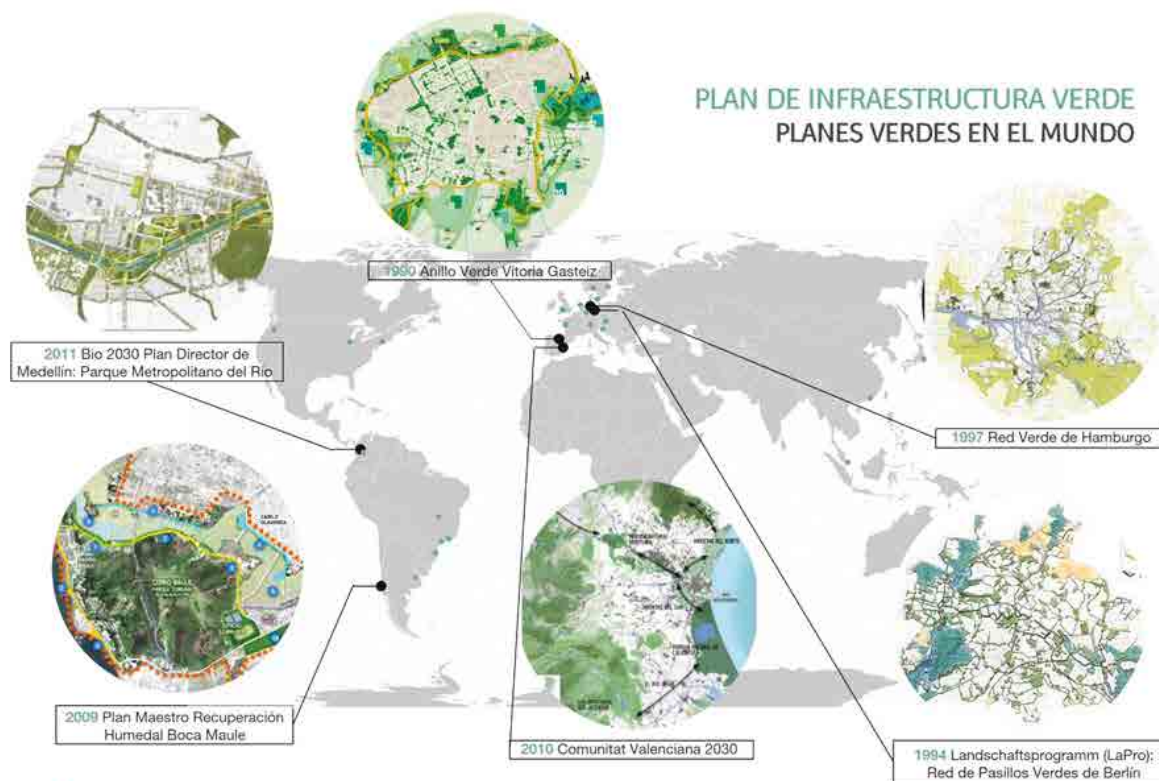 PLAN DE INFRAESTRUCTURA VERDE
PLANES VERDES EN EL MUNDO
1990 Anillo Verde Vitoria Gasteiz
2011 Bio 2030 Plan Director de
Medellín: Parque Metropolitano del Río
1997 Red Verde de Hamburgo
2009 Plan Maestro Recuperación
Humedal Boca Maule
2010 Comunitat Valenciana 2030
1994 Landschaftsprogramm (LaPro):
Red de Pasillos Verdes de Berlín